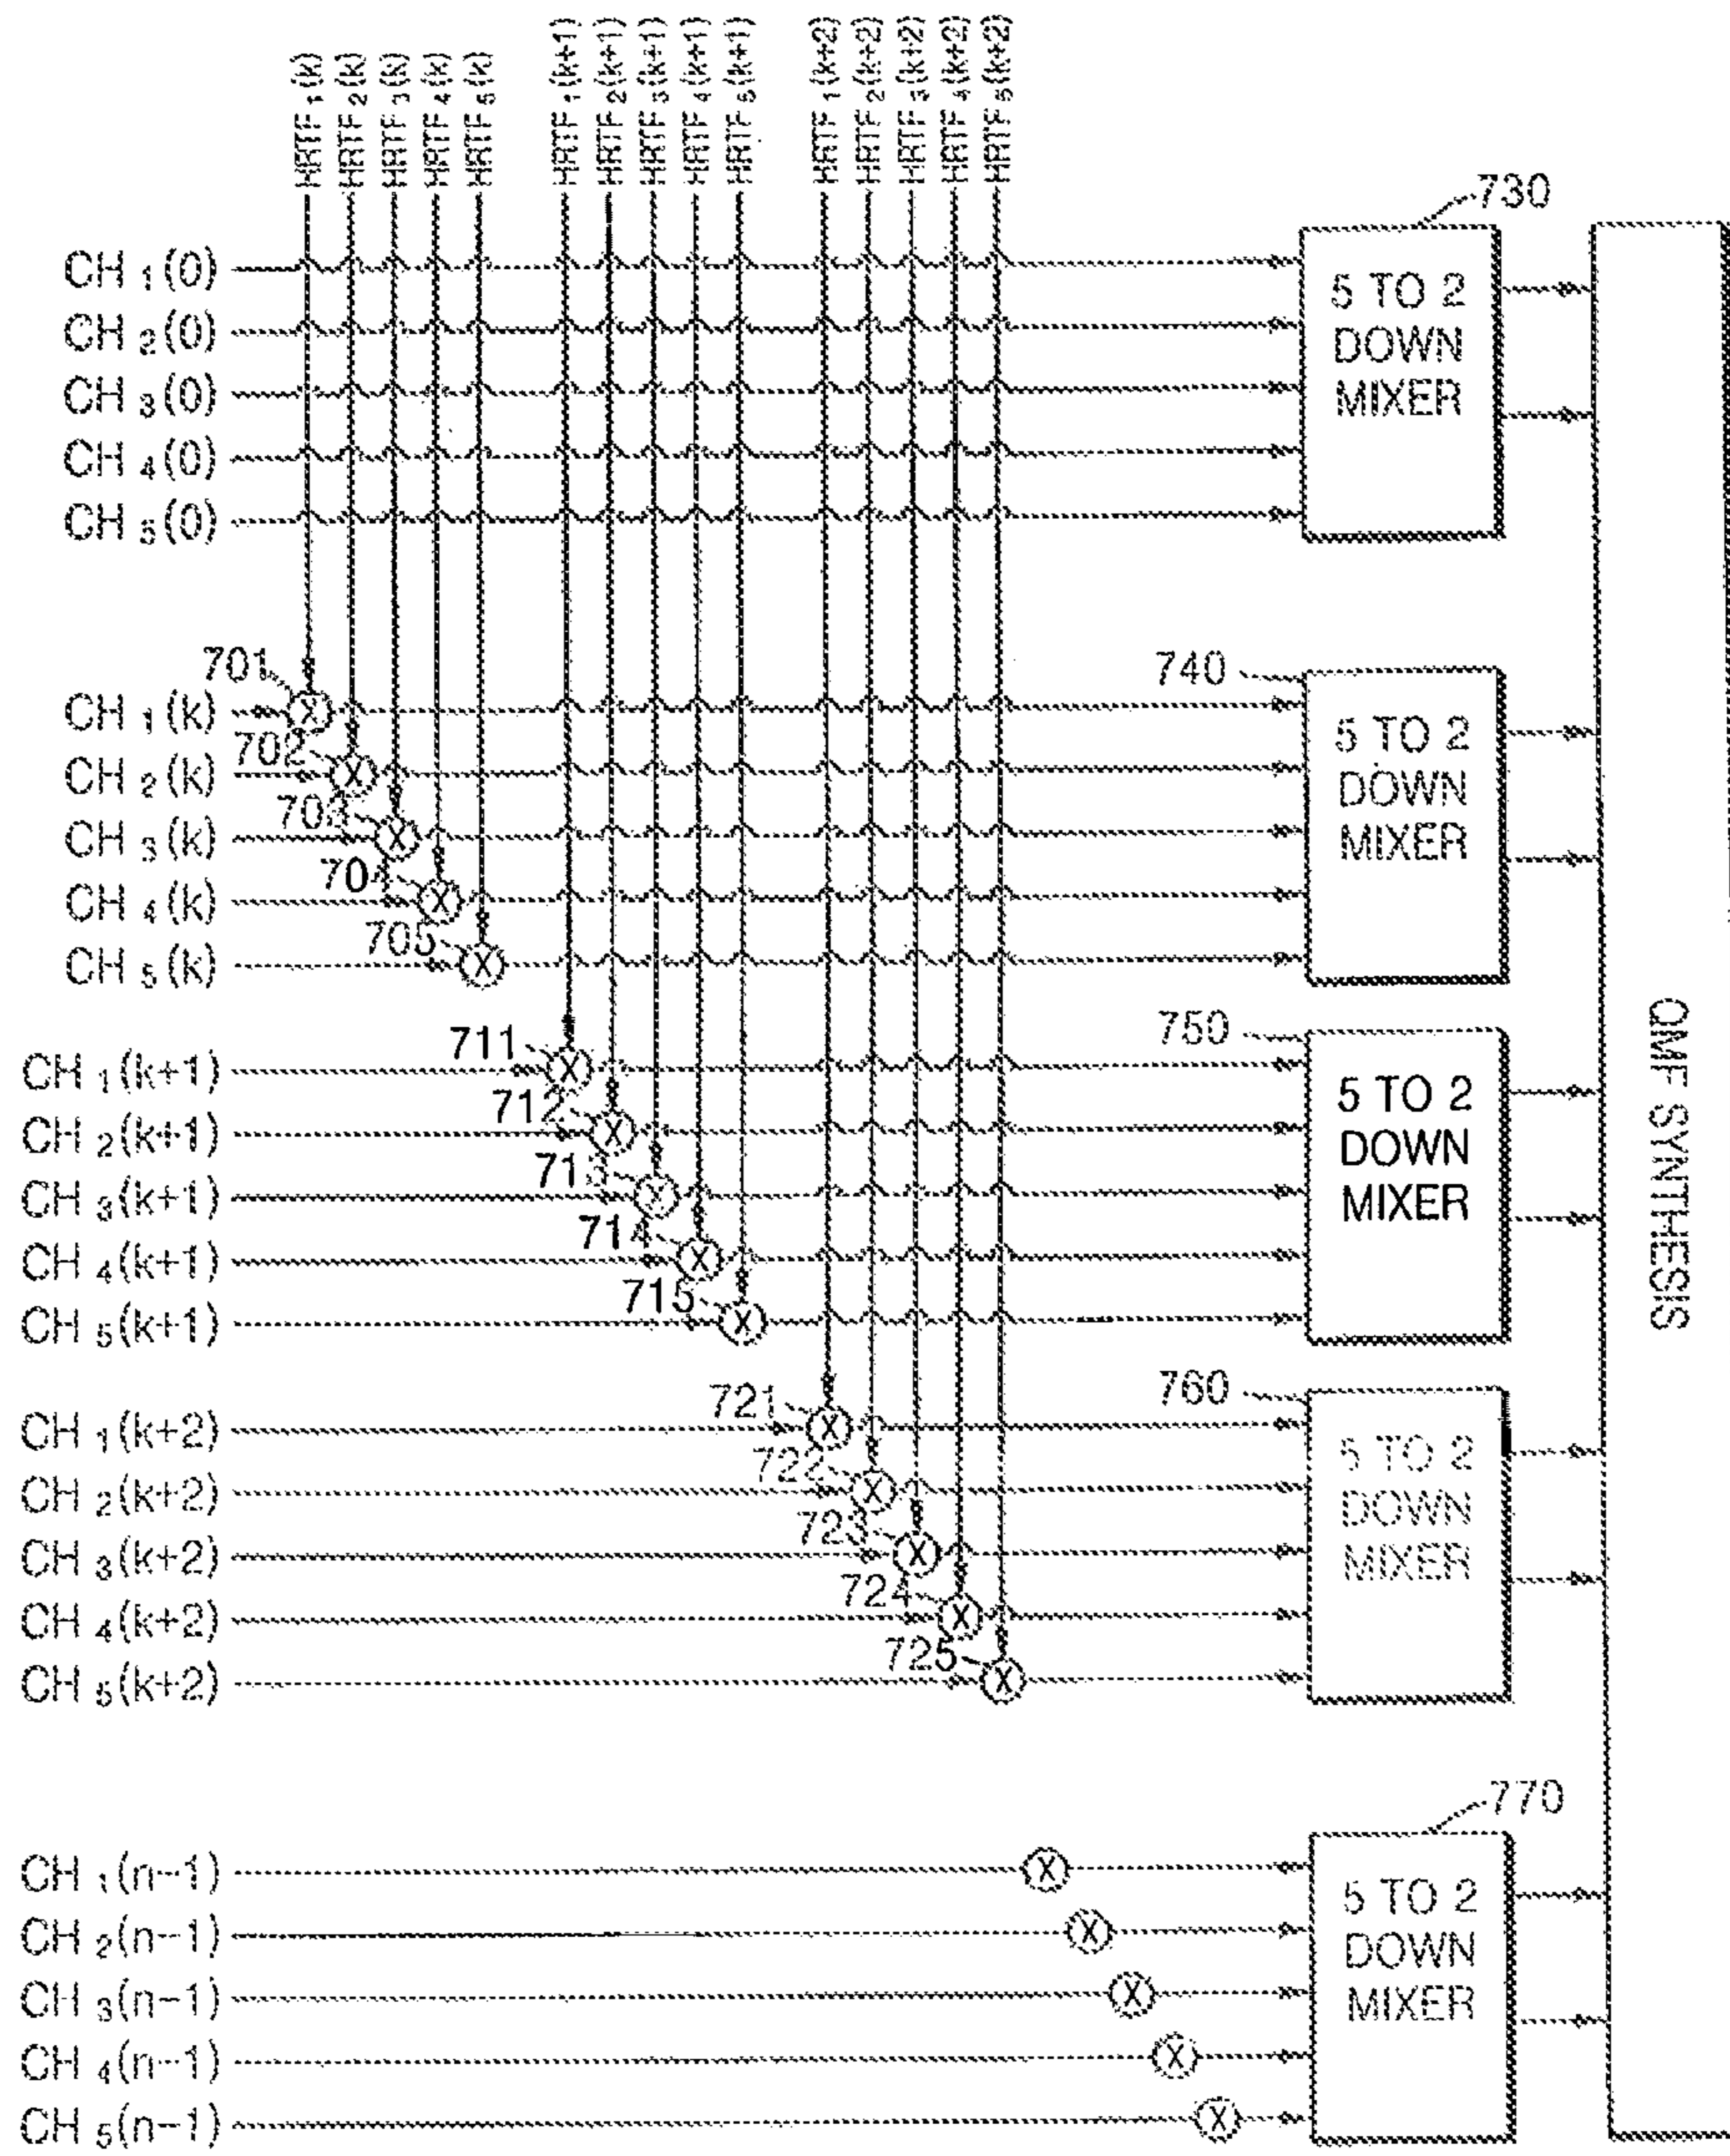 HRTF 1(k)
HRTF 2(k)
HRTF 3(k)
HRTF 4(k)
HRTF 5(k)
HRTF 1(k+1)
HRTF 2(k+1)
HRTF 3(k+1)
HRTF 4(k+1)
HRTF 5(k+1)
HRTF 1(k+2)
HRTF 2(k+2)
HRTF 3(k+2)
HRTF 4(k+2)
HRTF 5(k+2)
730
CH 1(0)
CH 2(0)
CH 3(0)
CH 4(0)
CH 5(0)
5 TO 2
DOWN
MIXER
701
702
703
704
705
CH 1(k)
CH 2(k)
CH 3(k)
CH 4(k)
CH 5(k)
740
5 TO 2
DOWN
MIXER
711
712
713
714
715
CH 1(k+1)
CH 2(k+1)
CH 3(k+1)
CH 4(k+1)
CH 5(k+1)
750
5 TO 2
DOWN
MIXER
QMF SYNTHESIS
721
722
723
724
725
CH 1(k+2)
CH 2(k+2)
CH 3(k+2)
CH 4(k+2)
CH 5(k+2)
760
5 TO 2
DOWN
MIXER
770
CH 1(n-1)
CH 2(n-1)
CH 3(n-1)
CH 4(n-1)
CH 5(n-1)
5 TO 2
DOWN
MIXER